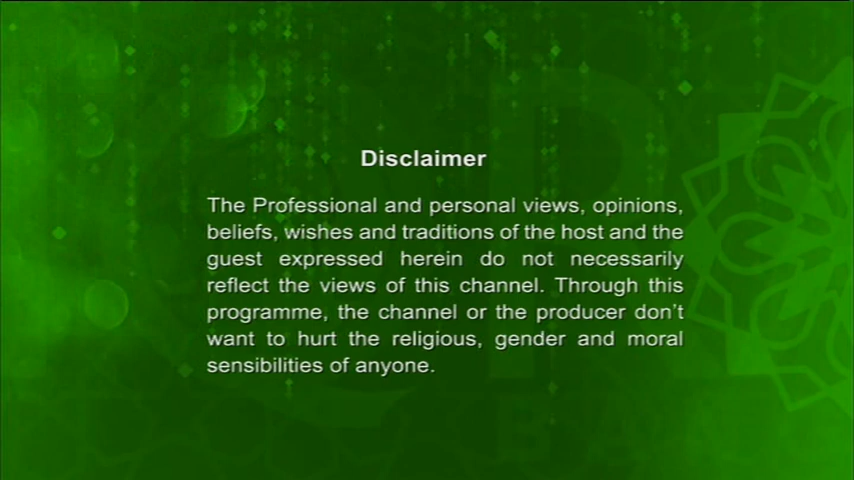 Disclaimer
The Professional and personal views, opinions,
beliefs, wishes and traditions of the host and the
guest expressed herein do not necessarily
reflect the views of this channel. Through this
programme, the channel or the producer don't
want to hurt the religious, gender and moral
sensibilities of anyone.